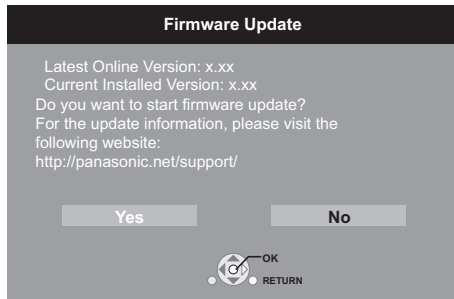 Firmware Update
Latest Online Version: x.xx
Current Installed Version: x.xx
Do you want to start firmware update?
For the update information, please visit the
following website:
http://panasonic.net/support/
Yes No
OK
RETURN